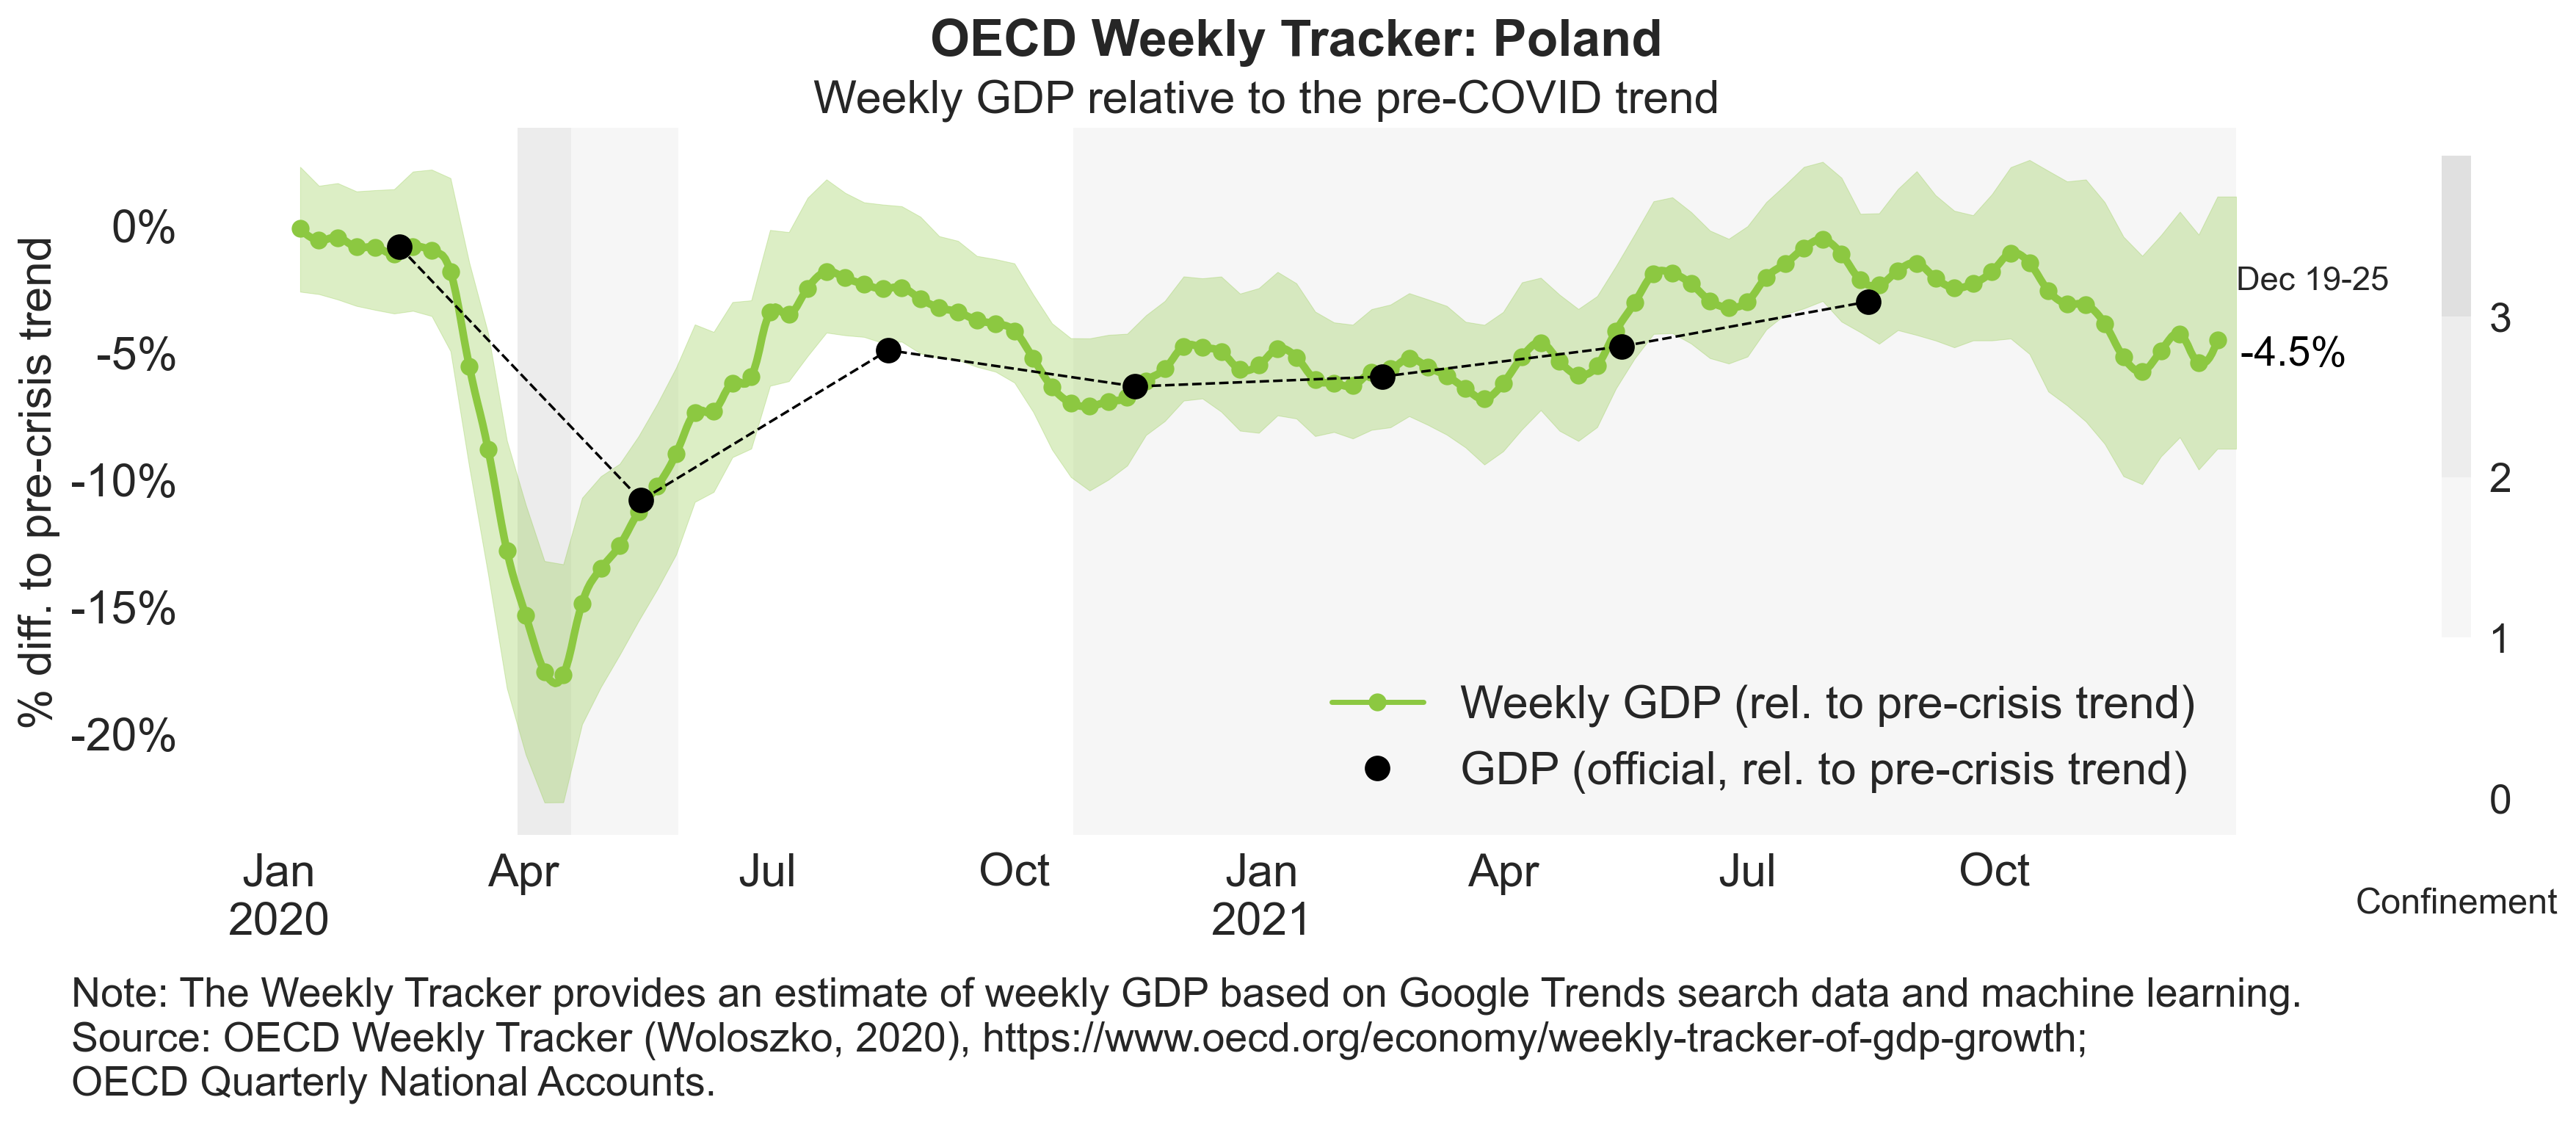 OECD Weekly Tracker: Poland
Weekly GDP relative to the pre-COVID trend
% diff. to pre-crisis trend
0%
-5%
-10%
-15%
-20%
Dec 19-25
-4.5%
3
2
1
0
Confinement
Weekly GDP (rel. to pre-crisis trend)
GDP (official, rel. to pre-crisis trend)
Jan Apr Jul Oct Jan Apr Jul Oct
2020 2021
Note: The Weekly Tracker provides an estimate of weekly GDP based on Google Trends search data and machine learning.
Source: OECD Weekly Tracker (Woloszko, 2020), https://www.oecd.org/economy/weekly-tracker-of-gdp-growth;
OECD Quarterly National Accounts.